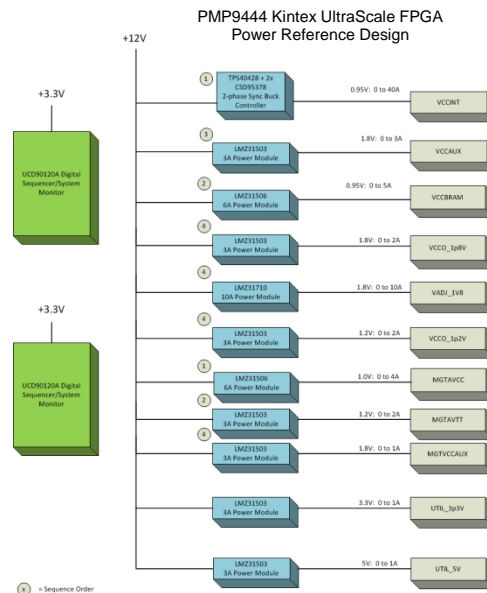 PMP9444 Kintex UltraScale FPGA
Power Reference Design
+12V
+3.3V
UCD90120A Digital
Sequencer/System
Monitor
+3.3V
UCD90120A Digital
Sequencer/System
Monitor
1
TPS40428 + 2x
CSD95378
2-phase Sync Buck
Controller
0.95V: 0 to 40A
VCCINT
3
LMZ31503
3A Power Module
1.8V: 0 to 3A
VCCAUX
2
LMZ31506
6A Power Module
0.95V: 0 to 5A
VCCBRAM
4
LMZ31503
3A Power Module
1.8V: 0 to 2A
VCCO_1p8V
4
LMZ31710
10A Power Module
1.8V: 0 to 10A
VADJ_1V8
4
LMZ31503
3A Power Module
1.2V: 0 to 2A
VCCO_1p2V
1
LMZ31506
6A Power Module
1.0V: 0 to 4A
MGTAVCC
2
LMZ31503
3A Power Module
1.2V: 0 to 2A
MGTAVTT
4
LMZ31503
3A Power Module
1.8V: 0 to 1A
MGTVCCAUX
LMZ31503
3A Power Module
3.3V: 0 to 1A
UTIL_3p3V
LMZ31503
3A Power Module
5V: 0 to 1A
UTIL_5V
x = Sequence Order